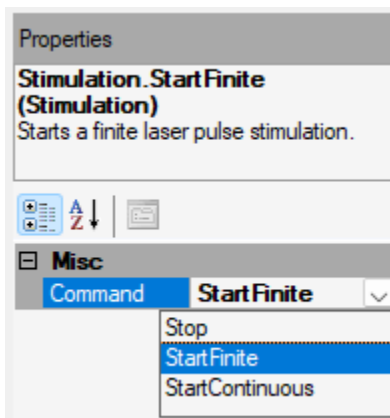 Properties
Stimulation.StartFinite
(Stimulation)
Starts a finite laser pulse stimulation.
A
Z
Misc
Command StartFinite
Stop
StartFinite
StartContinuous